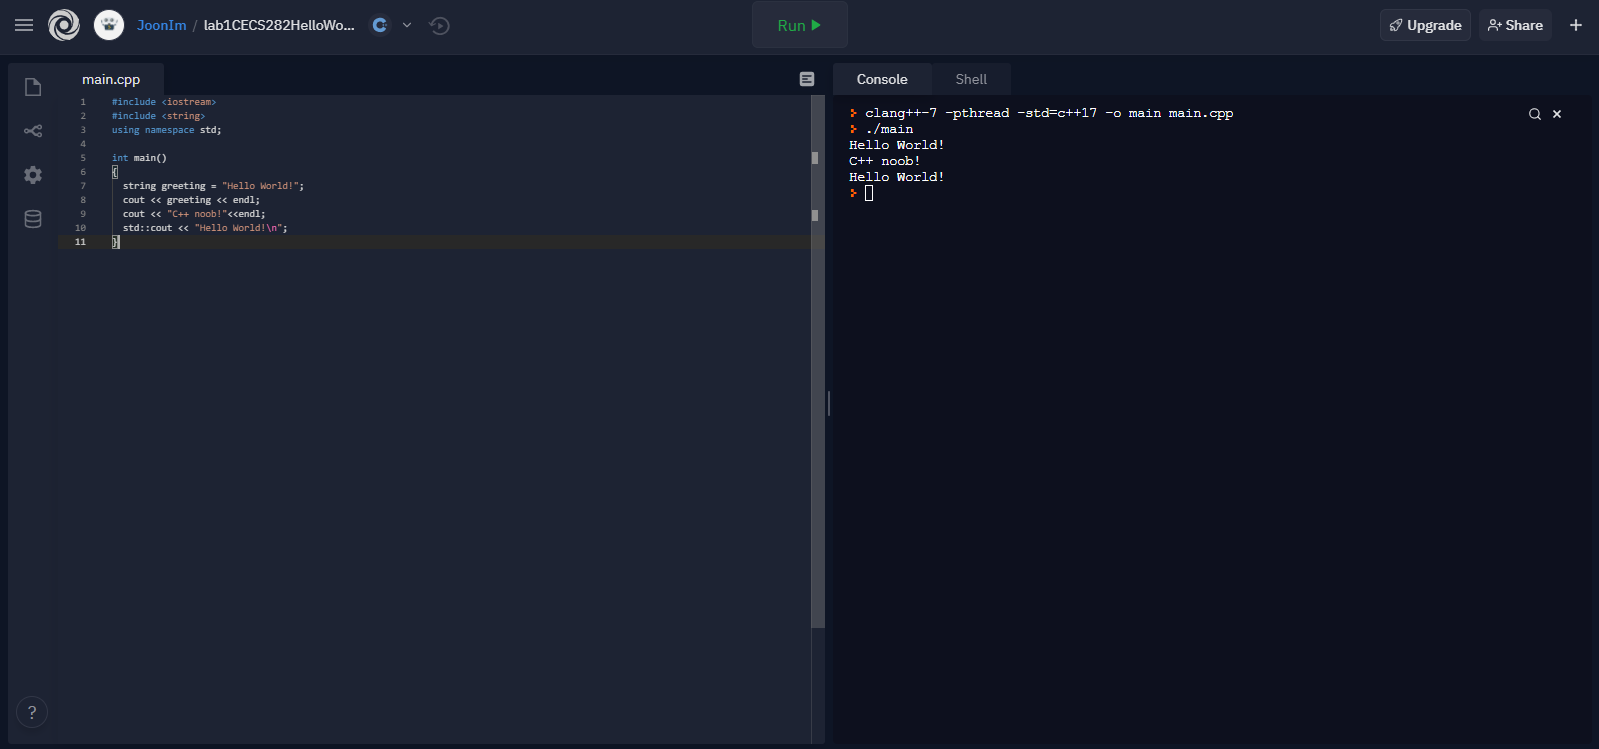 JoonIm / lab1CECS282HelloWo...
Run
Upgrade
Share
main.cpp
1 #include <iostream>
2 #include <string>
3 using namespace std;
4
5 int main()
6 {
7 string greeting = "Hello World!";
8 cout << greeting << endl;
9 cout << "C++ noob!"<<endl;
10 std::cout << "Hello World!\n";
11 }
?
Console
Shell
clang++-7 -pthread -std=c++17 -o main main.cpp
./main
Hello World!
C++ noob!
Hello World!